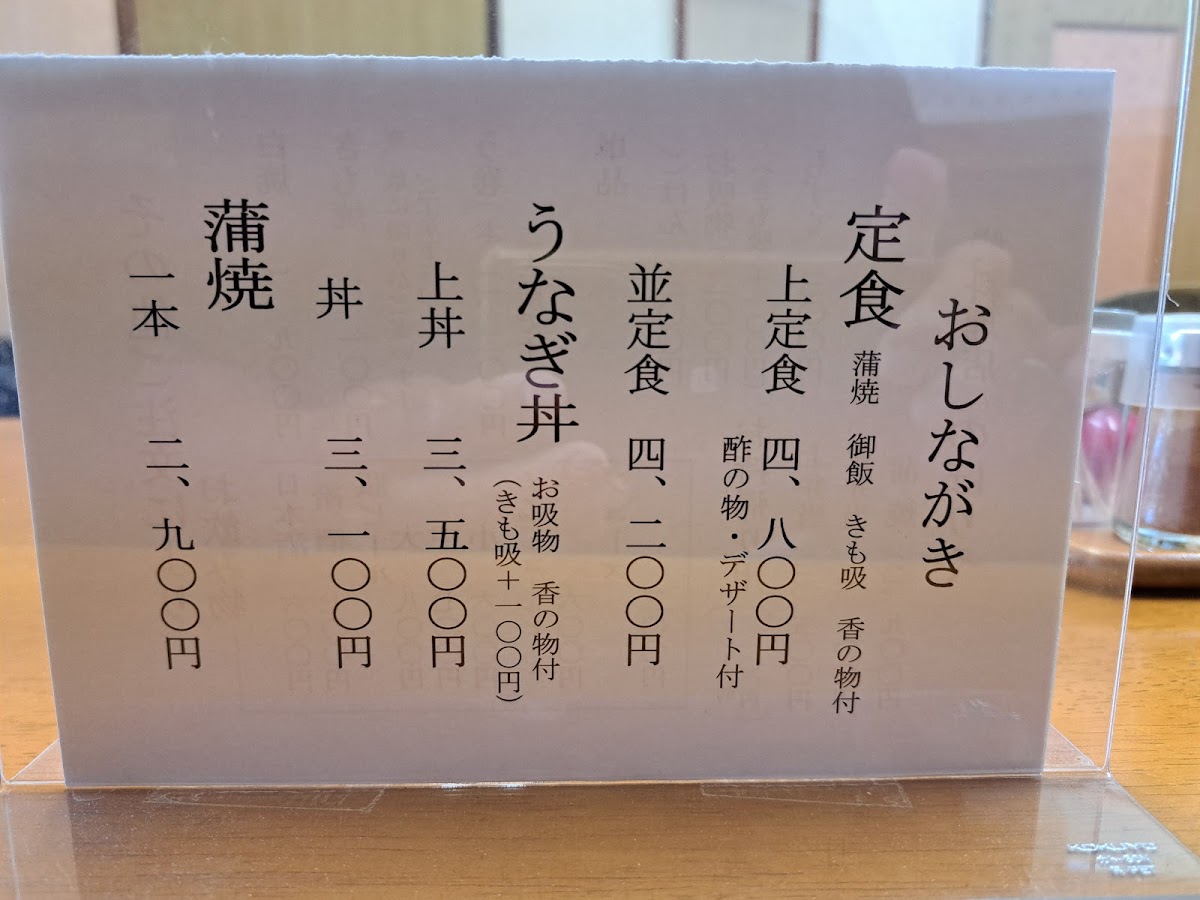 おしながき
定食 蒲焼 御飯 きも吸 香の物付
上定食 四、八〇〇円
酢の物・デザート付
並定食 四、二〇〇円
うなぎ丼 お吸物 香の物付
(きも吸＋一〇〇円)
上丼 三、五〇〇円
丼 三、一〇〇円
蒲焼
一本 二、九〇〇円